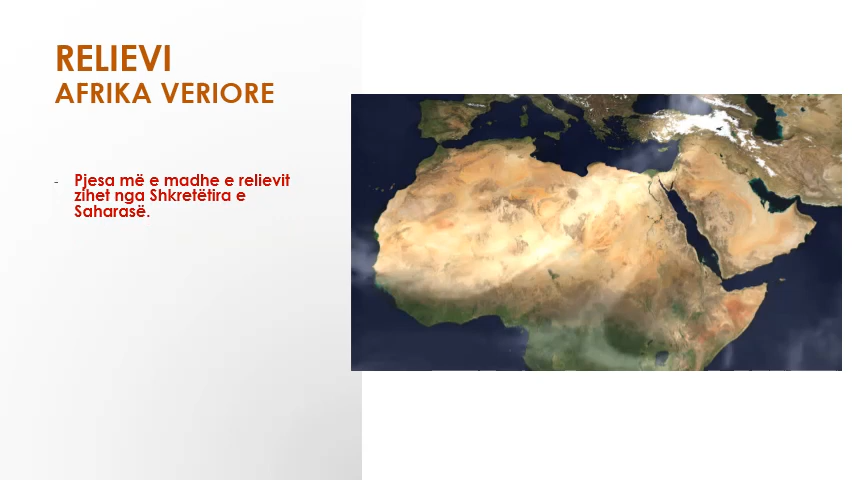 RELIEVI
AFRIKA VERIORE
- Pjesa më e madhe e relievit
zihet nga Shkretëtira e
Saharasë.